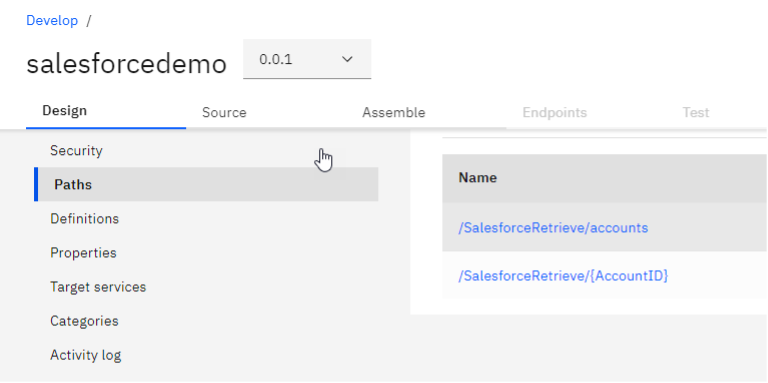 Develop /
salesforcedemo 0.0.1
Design Source Assemble Endpoints Test
Security
Paths
Definitions
Properties
Target services
Categories
Activity log
Name
/SalesforceRetrieve/accounts
/SalesforceRetrieve/{AccountID}